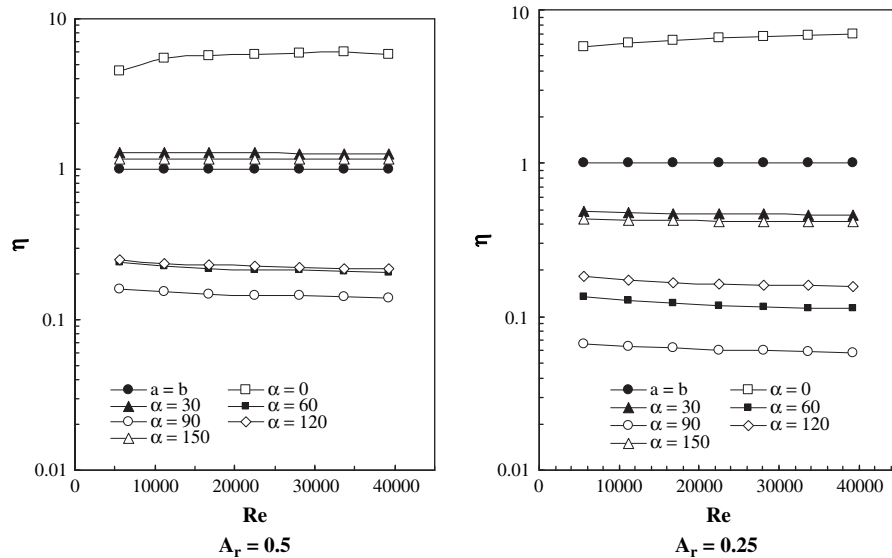 10
1
η
0.1
0.01
a = b
α = 0
α = 30
α = 60
α = 90
α = 120
α = 150
0 10000 20000 30000 40000
Re
A_r = 0.5
10
1
η
0.1
0.01
a = b
α = 0
α = 30
α = 60
α = 90
α = 120
α = 150
0 10000 20000 30000 40000
Re
A_r = 0.25